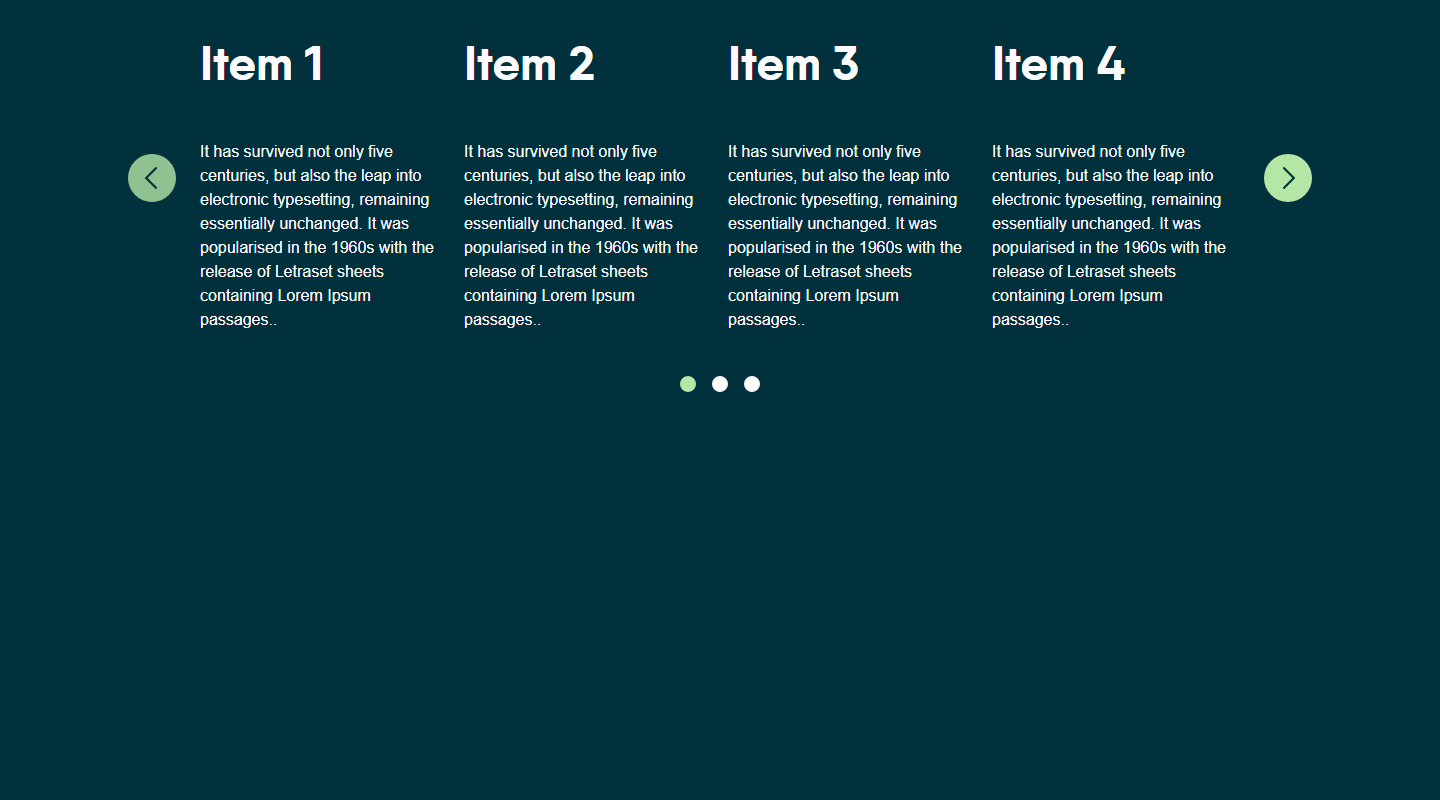 Item 1
It has survived not only five
centuries, but also the leap into
electronic typesetting, remaining
essentially unchanged. It was
popularised in the 1960s with the
release of Letraset sheets
containing Lorem Ipsum
passages..
Item 2
It has survived not only five
centuries, but also the leap into
electronic typesetting, remaining
essentially unchanged. It was
popularised in the 1960s with the
release of Letraset sheets
containing Lorem Ipsum
passages..
Item 3
It has survived not only five
centuries, but also the leap into
electronic typesetting, remaining
essentially unchanged. It was
popularised in the 1960s with the
release of Letraset sheets
containing Lorem Ipsum
passages..
Item 4
It has survived not only five
centuries, but also the leap into
electronic typesetting, remaining
essentially unchanged. It was
popularised in the 1960s with the
release of Letraset sheets
containing Lorem Ipsum
passages..